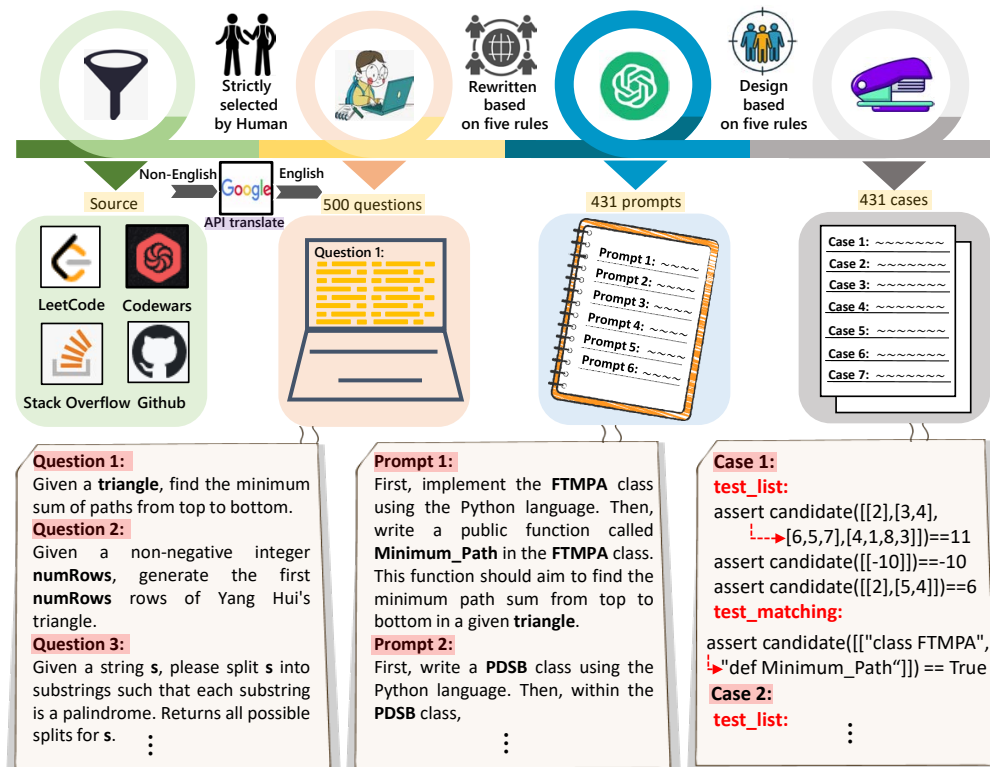 Strictly
selected
by Human
Rewritten
based
on five rules
Design
based
on five rules
Non-English
Google
English
API translate
Source
500 questions
431 prompts
431 cases
LeetCode
Codewars
Stack Overflow
Github
Question 1:
Prompt 1: ~~~~
Prompt 2: ~~~~
Prompt 3: ~~~~
Prompt 4: ~~~~
Prompt 5: ~~~~
Prompt 6: ~~~~
Case 1: ~~~~~~~
Case 2: ~~~~~~~
Case 3: ~~~~~~~
Case 4: ~~~~~~~
Case 5: ~~~~~~~
Case 6: ~~~~~~~
Case 7: ~~~~~~~
Question 1:
Given a triangle, find the minimum
sum of paths from top to bottom.
Question 2:
Given a non-negative integer
numRows, generate the first
numRows rows of Yang Hui's
triangle.
Question 3:
Given a string s, please split s into
substrings such that each substring
is a palindrome. Returns all possible
splits for s.
Prompt 1:
First, implement the FTMPA class
using the Python language. Then,
write a public function called
Minimum_Path in the FTMPA class.
This function should aim to find the
minimum path sum from top to
bottom in a given triangle.
Prompt 2:
First, write a PDSB class using the
Python language. Then, within the
PDSB class,
Case 1:
test_list:
assert candidate([[2],[3,4],
[6,5,7],[4,1,8,3]])==11
assert candidate([[-10]])==-10
assert candidate([[2],[5,4]])==6
test_matching:
assert candidate([["class FTMPA",
"def Minimum_Path“]]) == True
Case 2:
test_list: